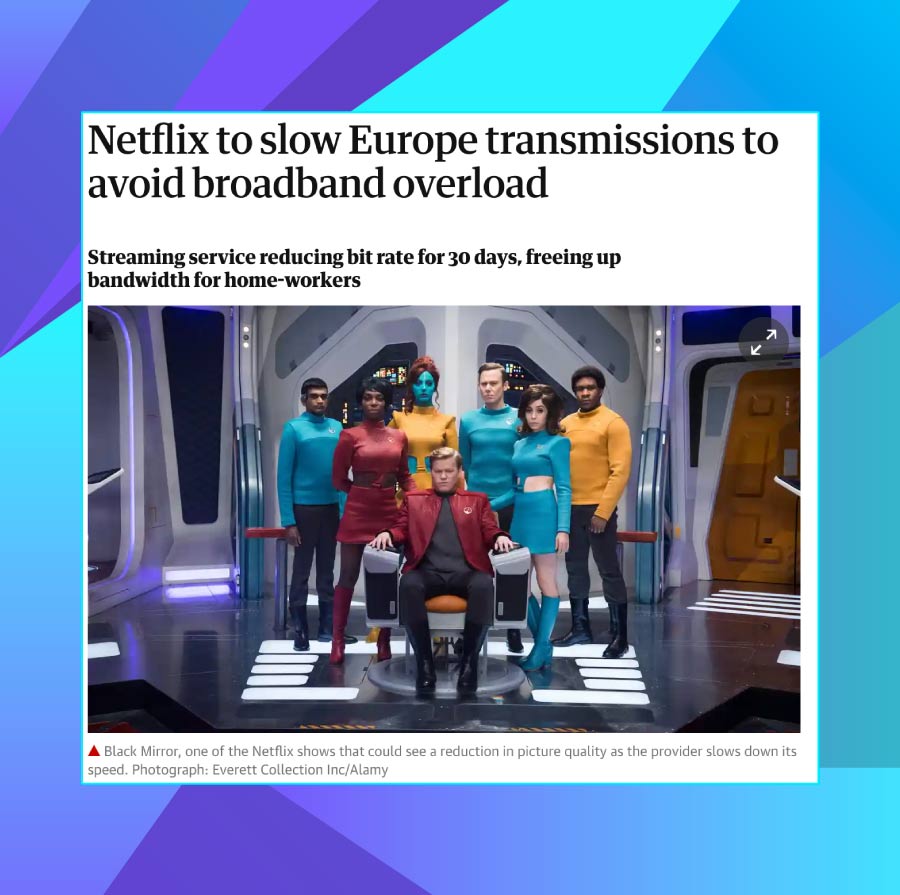 Netflix to slow Europe transmissions to
avoid broadband overload
Streaming service reducing bit rate for 30 days, freeing up
bandwidth for home-workers
Black Mirror, one of the Netflix shows that could see a reduction in picture quality as the provider slows down its
speed. Photograph: Everett Collection Inc/Alamy